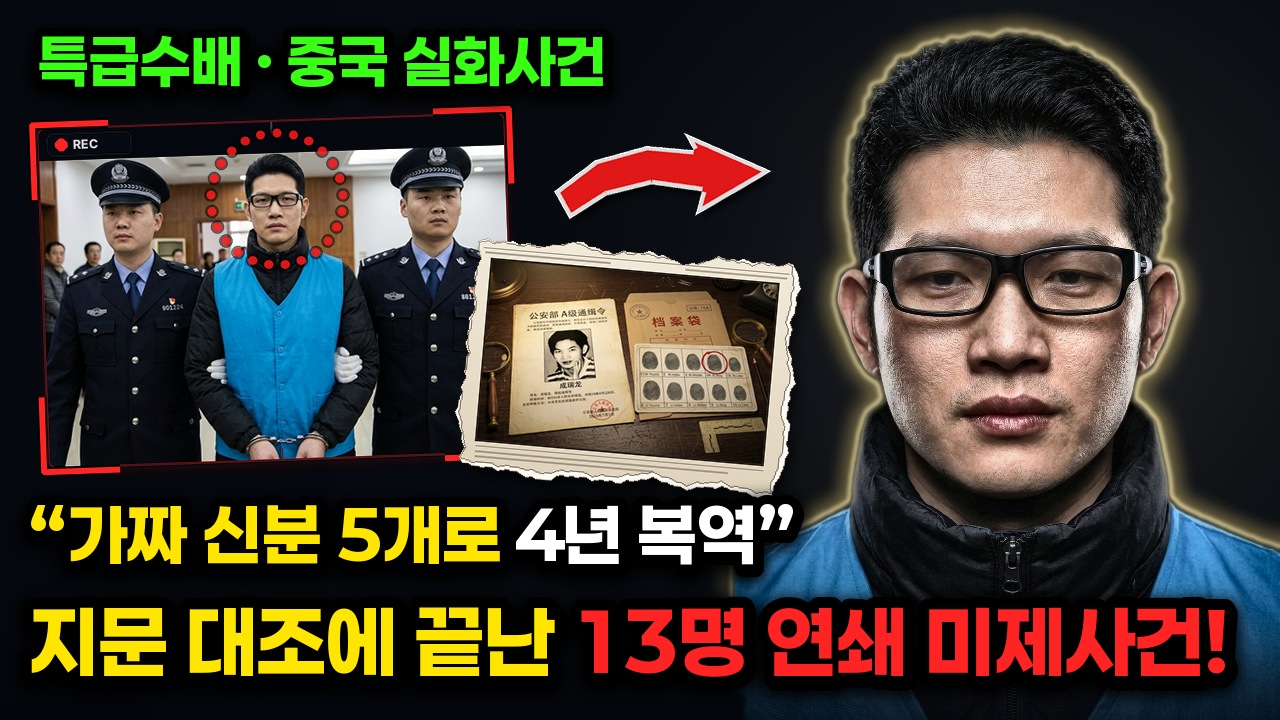 특급수배 · 중국 실화사건
REC
901224
公安部 A级通缉令
成瑞龙
档案袋
“가짜 신분 5개로 4년 복역”
지문 대조에 끝난 13명 연쇄 미제사건!